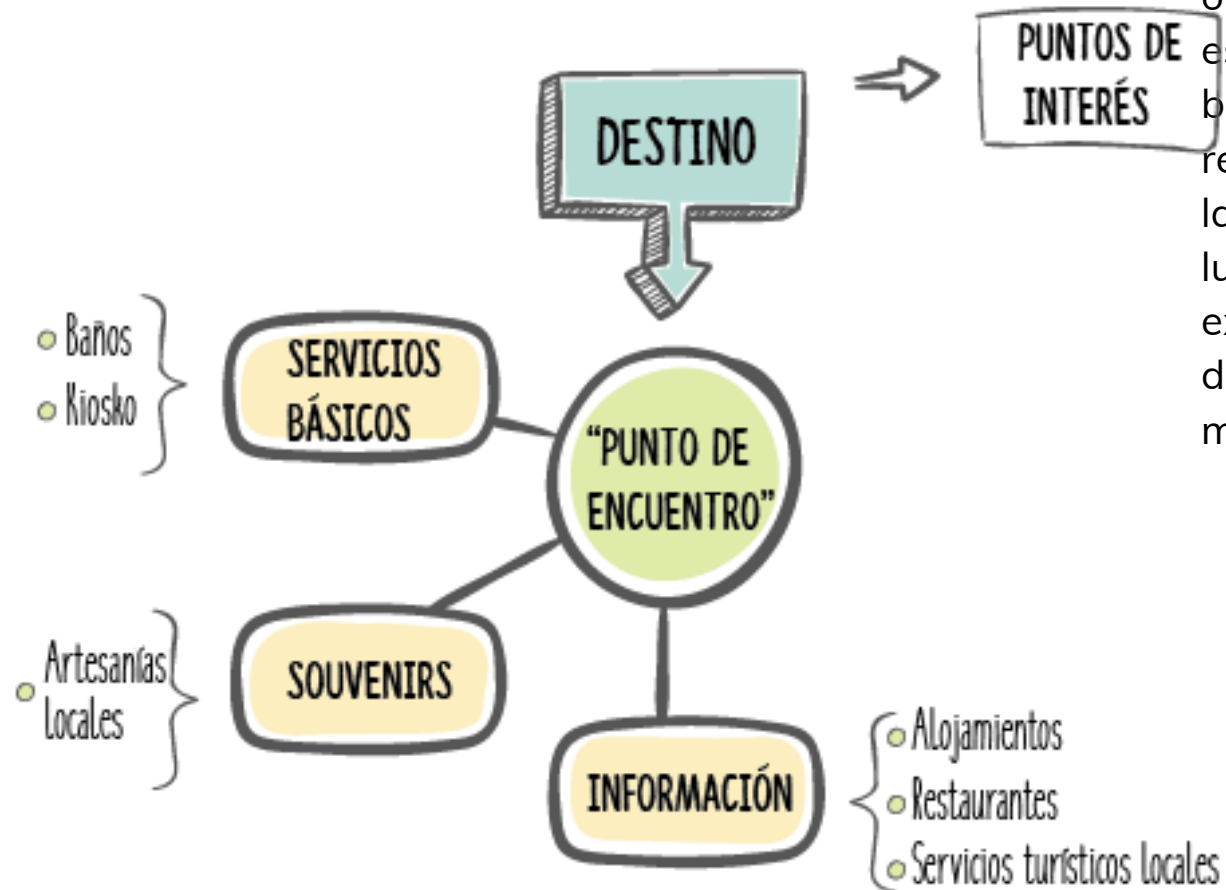 PUNTOS DE
INTERÉS
DESTINO
Baños
Kiosko
SERVICIOS
BÁSICOS
“PUNTO DE
ENCUENTRO”
Artesanías
locales
SOUVENIRS
INFORMACIÓN
Alojamientos
Restaurantes
Servicios turísticos locales